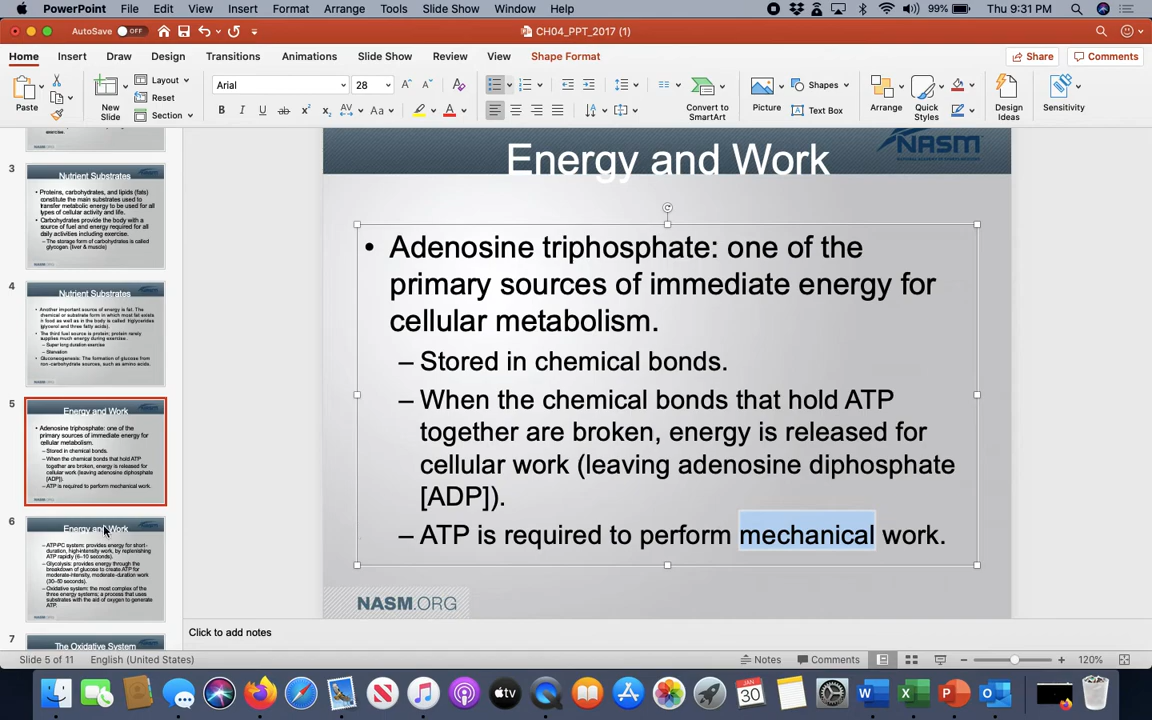 PowerPoint File Edit View Insert Format Arrange Tools Slide Show Window Help 99% Thu 9:31 PM
AutoSave OFF CH04_PPT_2017 (1)
Home Insert Draw Design Transitions Animations Slide Show Review View Shape Format Share Comments
Paste New Slide Layout Reset Section Arial 28 Convert to SmartArt Picture Shapes Text Box Arrange Quick Styles Design Ideas Sensitivity
3
Nutrient Substrates
• Proteins, carbohydrates, and lipids (fats)
constitute the main substrates used to
transfer metabolic energy to be used for all
types of cellular activity and life.
• Carbohydrates provide the body with a
source of fuel and energy required for all
daily activities including exercise.
– The storage form of carbohydrates is called
glycogen (liver & muscle)
4
Nutrient Substrates
• Another important source of energy is fat. The
chemical or substrate form in which most fat exists
in food as well as in the body is called triglycerides
(glycerol and three fatty acids).
• The third fuel source is protein; protein rarely
supplies much energy during exercise.
– Super long duration exercise
– Starvation
• Gluconeogenesis: The formation of glucose from
non-carbohydrate sources, such as amino acids.
5
Energy and Work
• Adenosine triphosphate: one of the
primary sources of immediate energy for
cellular metabolism.
– Stored in chemical bonds.
– When the chemical bonds that hold ATP
together are broken, energy is released for
cellular work (leaving adenosine diphosphate
[ADP]).
– ATP is required to perform mechanical work.
6
Energy and Work
– ATP-PC system: provides energy for short-
duration, high-intensity work, by replenishing
ATP rapidly (6–10 seconds).
– Glycolysis: provides energy through the
breakdown of glucose to create ATP for
moderate-intensity, moderate-duration work
(30–60 seconds).
– Oxidative system: the most complex of the
three energy systems, a process that uses
substrates with the aid of oxygen to generate
ATP.
7
The Oxidative System
NASM
Energy and Work
• Adenosine triphosphate: one of the
primary sources of immediate energy for
cellular metabolism.
– Stored in chemical bonds.
– When the chemical bonds that hold ATP
together are broken, energy is released for
cellular work (leaving adenosine diphosphate
[ADP]).
– ATP is required to perform mechanical work.
NASM.ORG
Click to add notes
Slide 5 of 11 English (United States) Notes Comments 120%
JAN
30